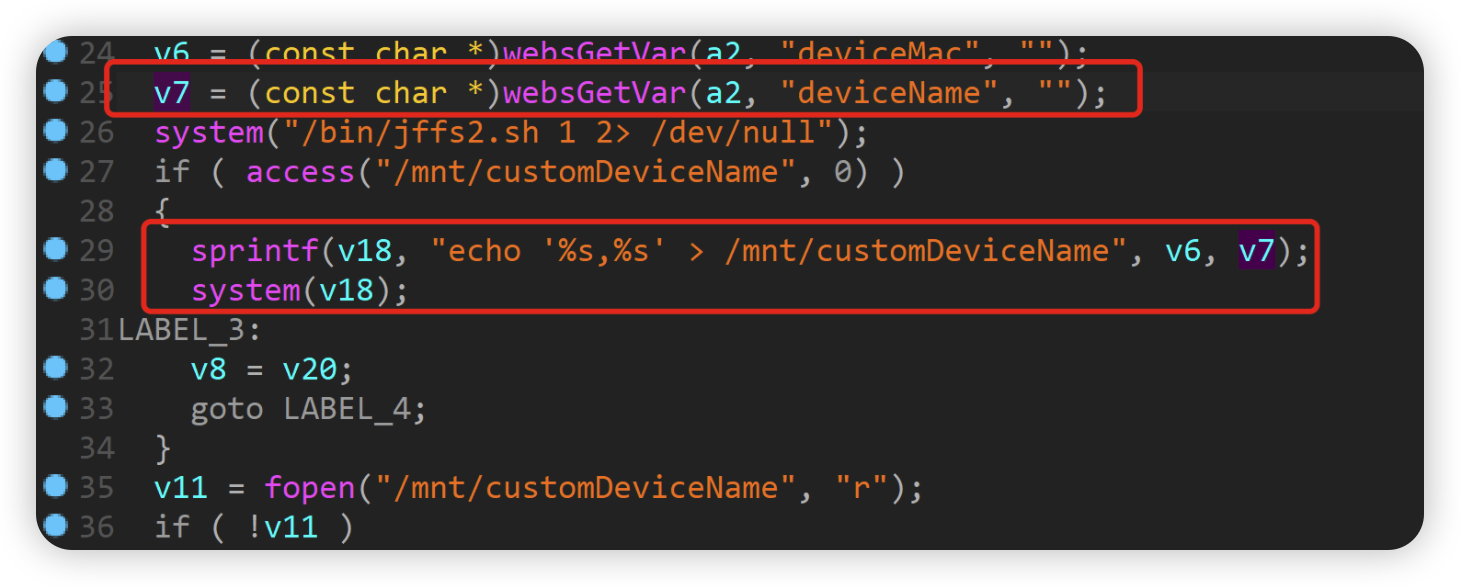 24 v6 = (const char *)websGetVar(a2, "deviceMac", "");
25 v7 = (const char *)websGetVar(a2, "deviceName", "");
26 system("/bin/jffs2.sh 1 2> /dev/null");
27 if ( access("/mnt/customDeviceName", 0) )
28 {
29 sprintf(v18, "echo '%s,%s' > /mnt/customDeviceName", v6, v7);
30 system(v18);
31 LABEL_3:
32 v8 = v20;
33 goto LABEL_4;
34 }
35 v11 = fopen("/mnt/customDeviceName", "r");
36 if ( !v11 )